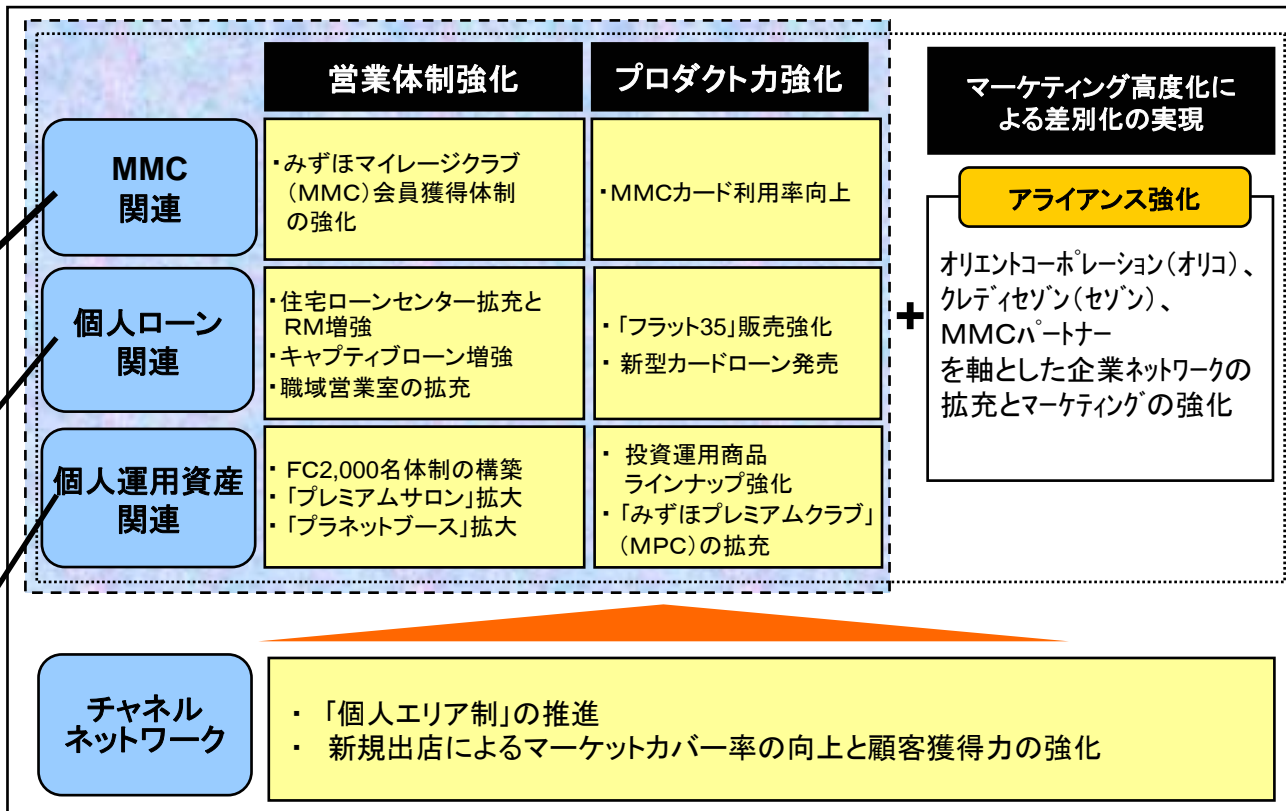 営業体制強化
プロダクト力強化
マーケティング高度化に
よる差別化の実現
MMC
関連
・みずほマイレージクラブ
(MMC)会員獲得体制
の強化
・MMCカード利用率向上
アライアンス強化
オリエントコーポレーション(オリコ)、
クレディセゾン(セゾン)、
MMCパートナー
を軸とした企業ネットワークの
拡充とマーケティングの強化
+
個人ローン
関連
・住宅ローンセンター拡充と
RM増強
・キャプティブローン増強
・職域営業室の拡充
・「フラット35」販売強化
・新型カードローン発売
個人運用資産
関連
・FC2,000名体制の構築
・「プレミアムサロン」拡大
・「プラネットブース」拡大
・ 投資運用商品
ラインナップ強化
・「みずほプレミアムクラブ」
(MPC)の拡充
チャネル
ネットワーク
・ 「個人エリア制」の推進
・ 新規出店によるマーケットカバー率の向上と顧客獲得力の強化